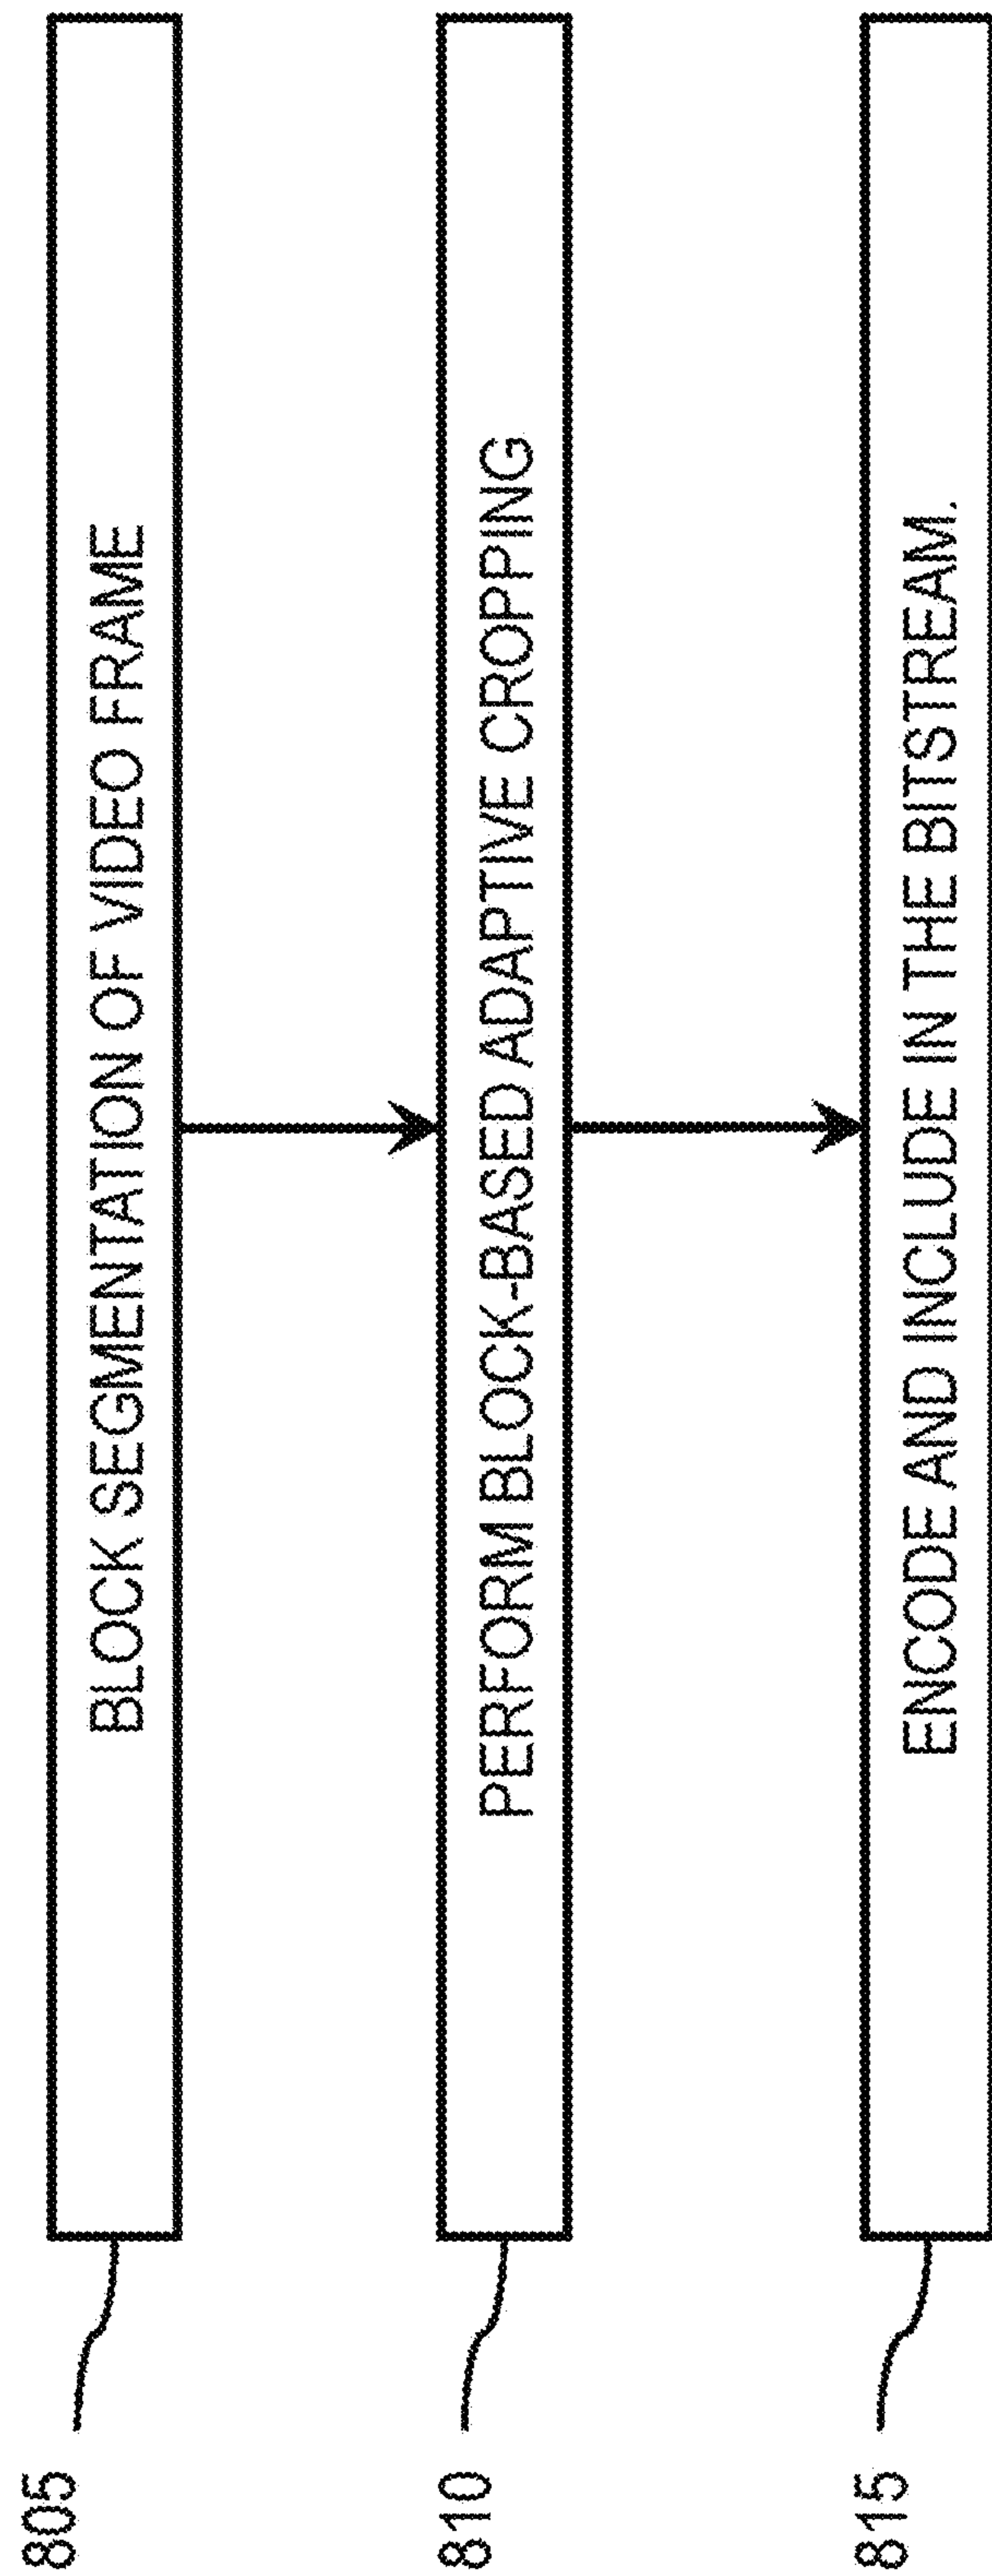 805
BLOCK SEGMENTATION OF VIDEO FRAME
810
PERFORM BLOCK-BASED ADAPTIVE CROPPING
815
ENCODE AND INCLUDE IN THE BITSTREAM.